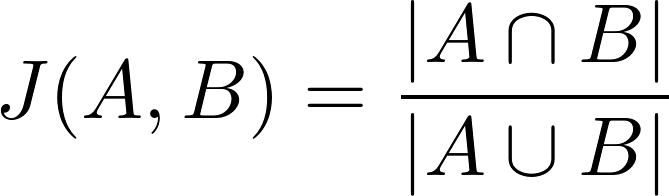 J(A, B) = |A ∩ B| / |A ∪ B|